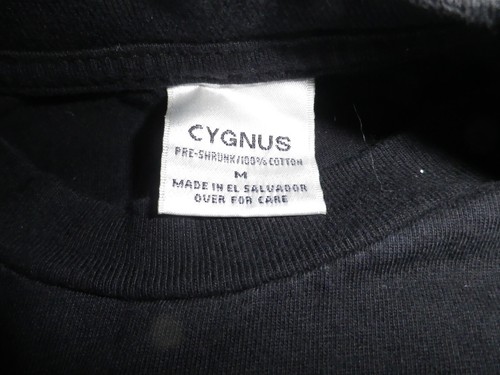 CYGNUS
PRE-SHRUNK/100% COTTON
M
MADE IN EL SALVADOR
OVER FOR CARE